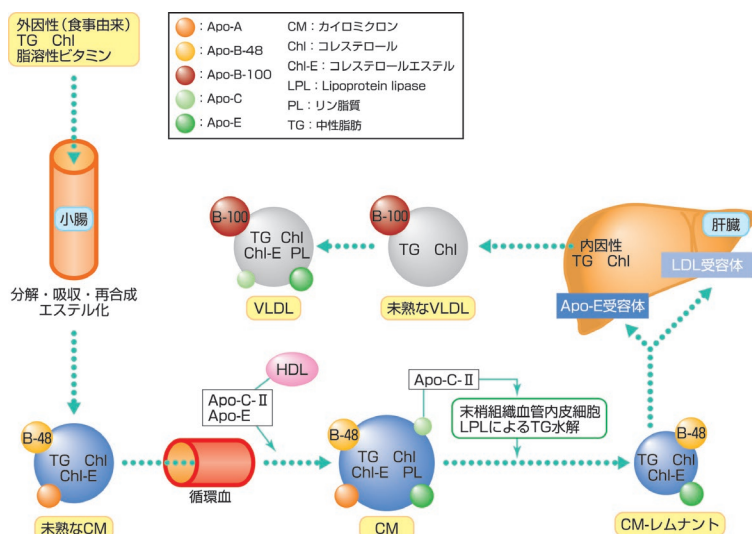 外因性(食事由来)
TG Chl
脂溶性ビタミン
:Apo-A
:Apo-B-48
:Apo-B-100
:Apo-C
:Apo-E
CM:カイロミクロン
Chl:コレステロール
Chl-E:コレステロールエステル
LPL:Lipoprotein lipase
PL:リン脂質
TG:中性脂肪
小腸
分解・吸収・再合成
エステル化
B-100
TG Chl
Chl-E PL
VLDL
B-100
TG Chl
未熟なVLDL
肝臓
内因性
TG Chl
LDL受容体
Apo-E受容体
B-48
TG Chl
Chl-E
未熟なCM
HDL
Apo-C-Ⅱ
Apo-E
循環血
B-48
TG Chl
Chl-E PL
CM
Apo-C-Ⅱ
末梢組織血管内皮細胞
LPLによるTG水解
B-48
TG Chl
Chl-E
CM-レムナント